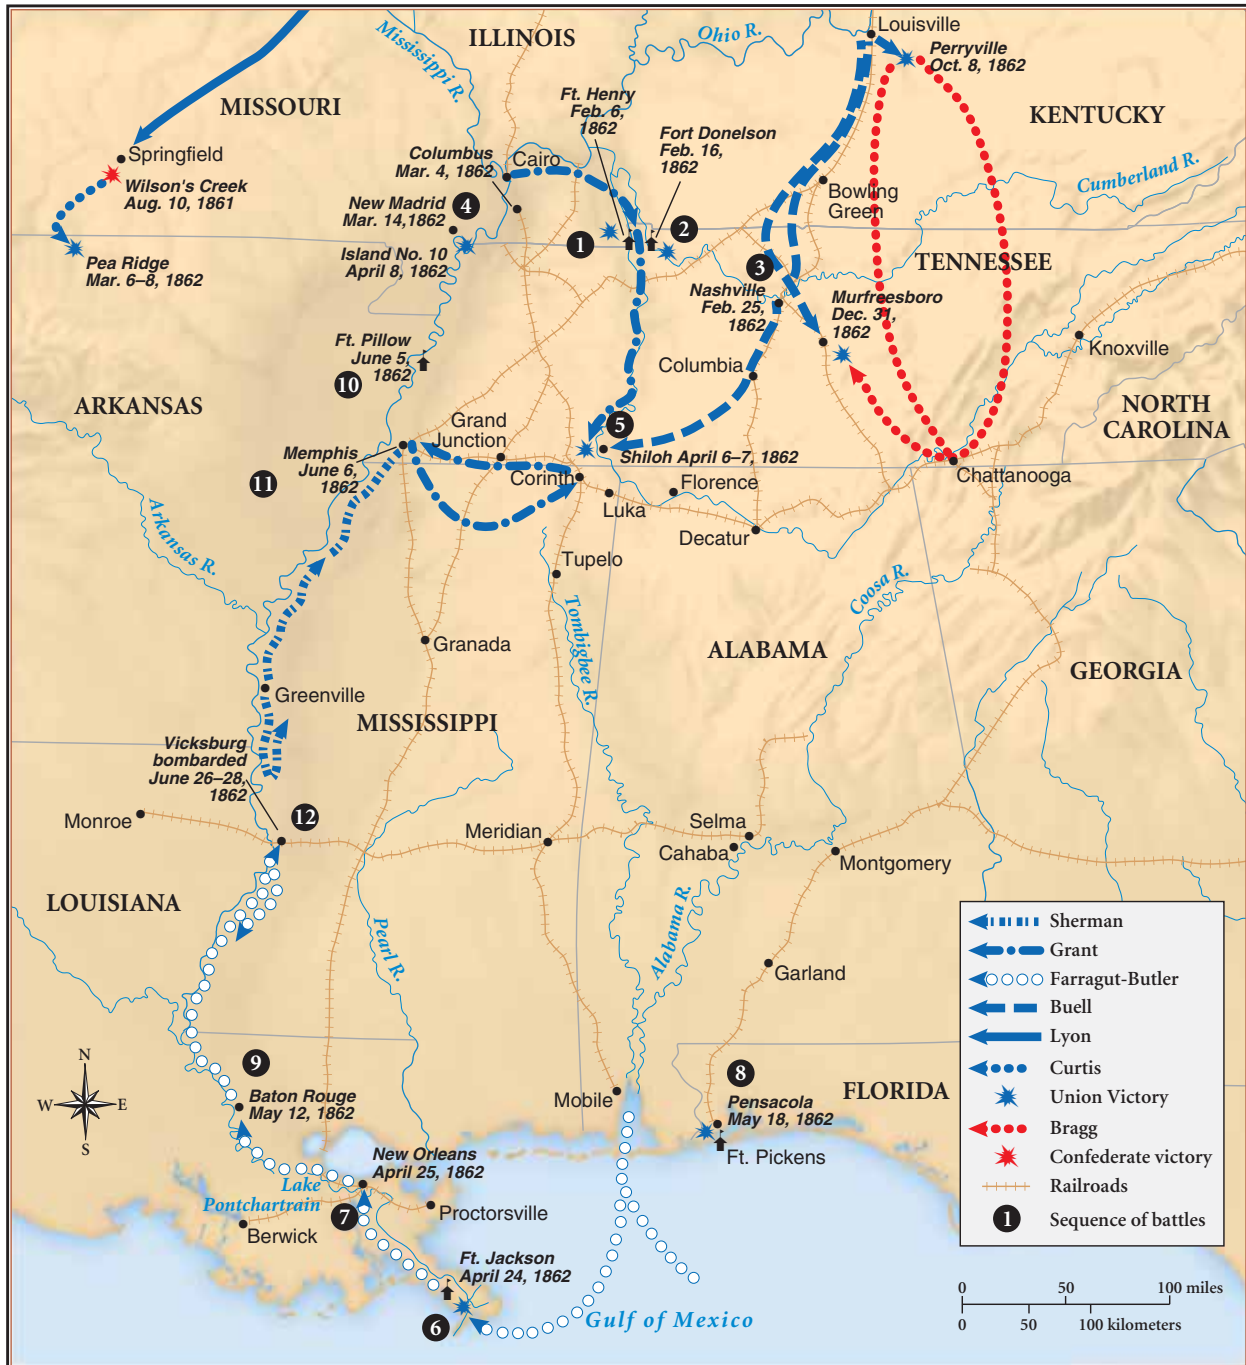 ILLINOIS
Mississippi R.
Ohio R.
Louisville
Perryville
Oct. 8, 1862
MISSOURI
KENTUCKY
Ft. Henry
Feb. 6,
1862
Fort Donelson
Feb. 16,
1862
Springfield
Wilson's Creek
Aug. 10, 1861
Columbus
Mar. 4, 1862
Cairo
Bowling
Green
Cumberland R.
New Madrid
Mar. 14,1862
4
1
2
3
Pea Ridge
Mar. 6–8, 1862
Island No. 10
April 8, 1862
TENNESSEE
Nashville
Feb. 25,
1862
Murfreesboro
Dec. 31,
1862
Ft. Pillow
June 5,
1862
10
Columbia
Knoxville
ARKANSAS
NORTH
CAROLINA
Grand
Junction
5
Shiloh April 6–7, 1862
Memphis
June 6,
1862
11
Corinth
Luka
Florence
Chattanooga
Decatur
Arkansas R.
Tupelo
Tombigbee R.
Coosa R.
Granada
ALABAMA
GEORGIA
Greenville
MISSISSIPPI
Vicksburg
bombarded
June 26–28,
1862
12
Monroe
Meridian
Selma
Cahaba
Montgomery
LOUISIANA
Pearl R.
Alabama R.
Garland
Sherman
Grant
Farragut-Butler
Buell
Lyon
Curtis
Union Victory
Bragg
Confederate victory
Railroads
1
Sequence of battles
N
W
E
S
9
Baton Rouge
May 12, 1862
Mobile
8
Pensacola
May 18, 1862
Ft. Pickens
FLORIDA
New Orleans
April 25, 1862
Lake
Pontchartrain
7
Proctorsville
Berwick
Ft. Jackson
April 24, 1862
6
Gulf of Mexico
0
50
100 miles
0
50
100 kilometers